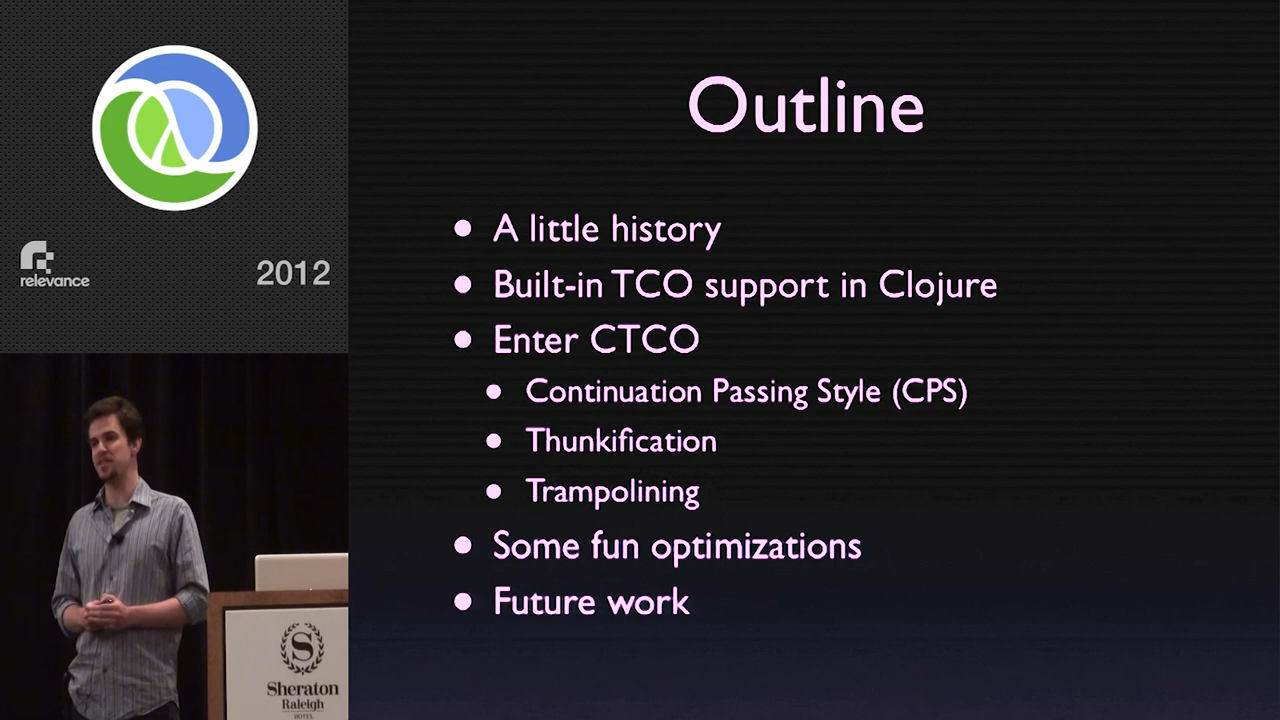 relevance
2012
Outline
• A little history
• Built-in TCO support in Clojure
• Enter CTCO
• Continuation Passing Style (CPS)
• Thunkification
• Trampolining
• Some fun optimizations
• Future work
S
Sheraton
Raleigh
HOTEL